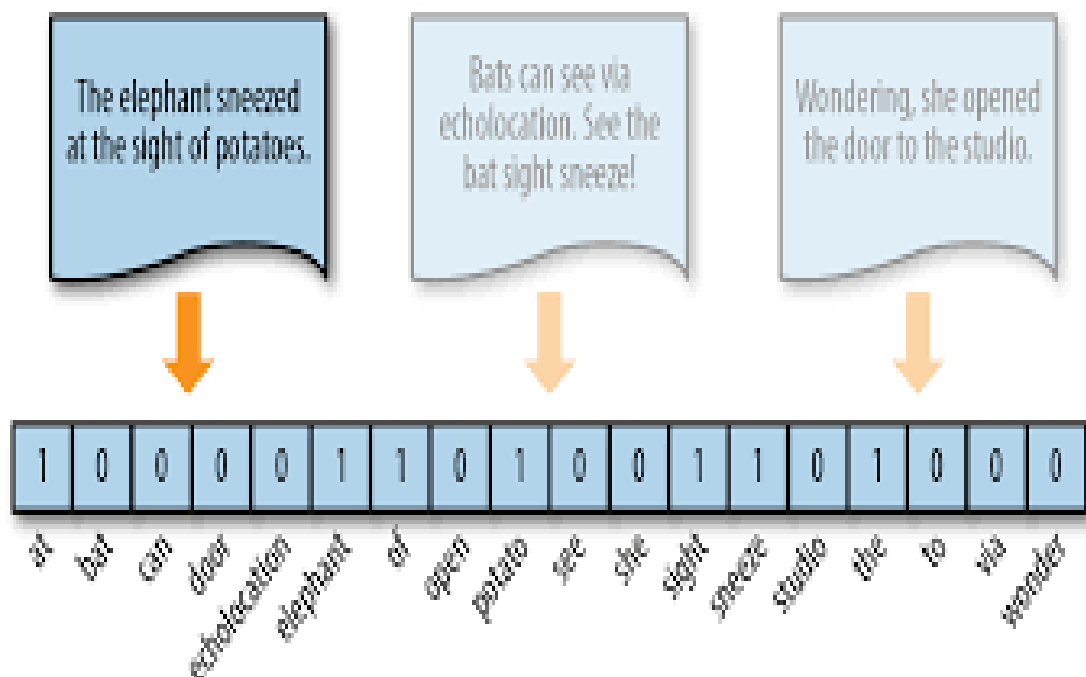 The elephant sneezed
at the sight of potatoes.
Bats can see via
echolocation. See the
bat sight sneeze!
Wondering, she opened
the door to the studio.
1 0 0 0 0 1 1 0 1 0 0 1 1 0 1 0 0 0
at bat can door echolocation elephant of open potato see she sight sneeze studio the to via wonder